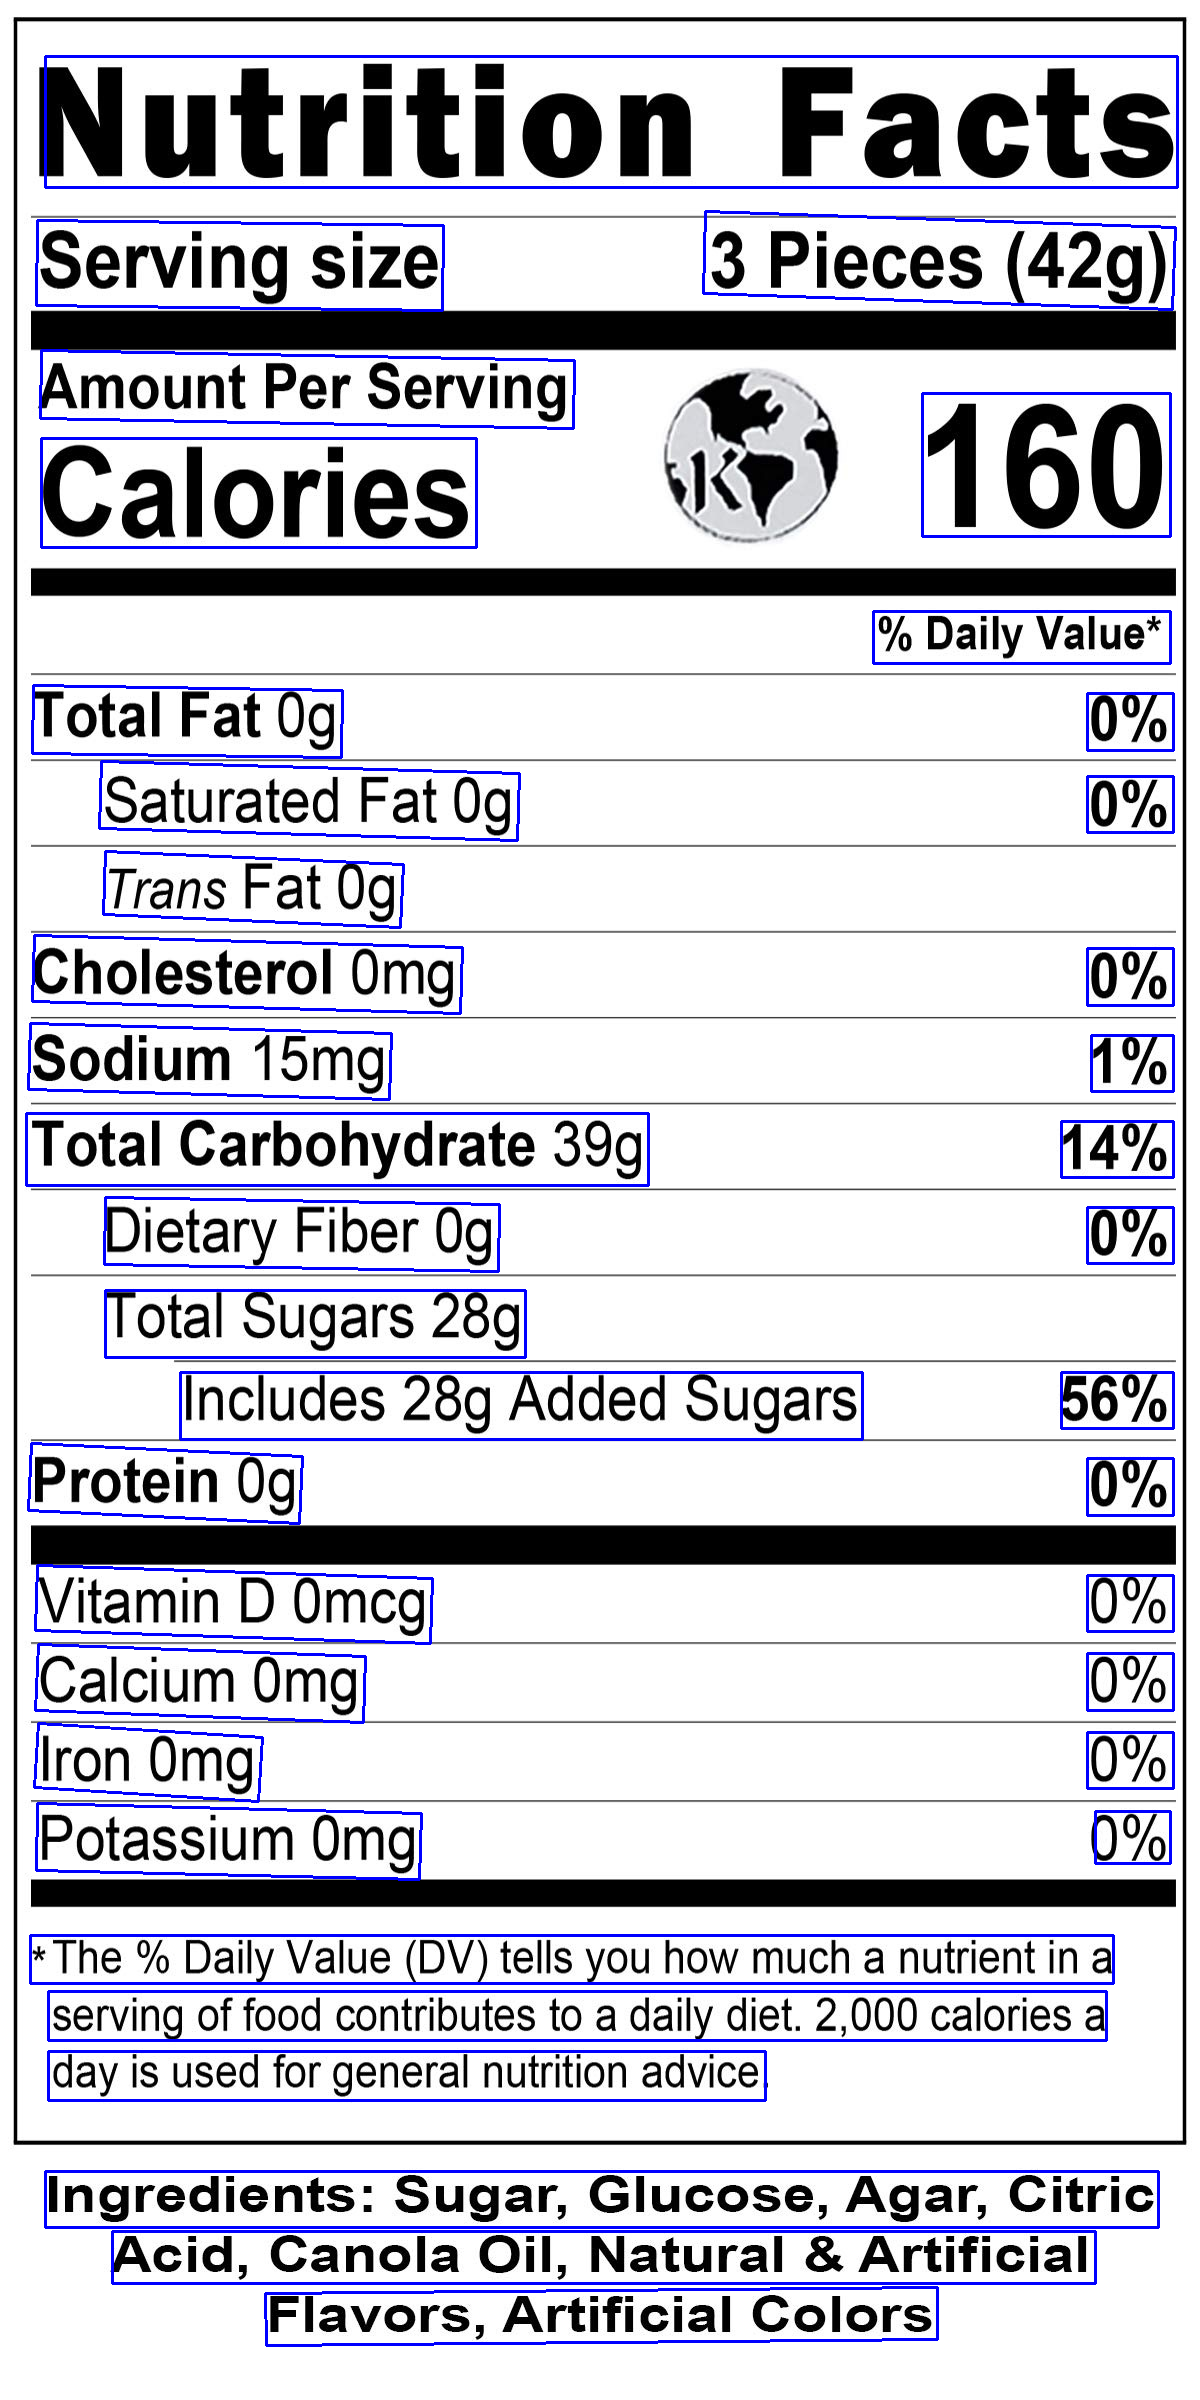 Nutrition Facts
Serving size 3 Pieces (42g)
Amount Per Serving
Calories 160
K
% Daily Value*
Total Fat 0g 0%
Saturated Fat 0g 0%
Trans Fat 0g
Cholesterol 0mg 0%
Sodium 15mg 1%
Total Carbohydrate 39g 14%
Dietary Fiber 0g 0%
Total Sugars 28g
Includes 28g Added Sugars 56%
Protein 0g 0%
Vitamin D 0mcg 0%
Calcium 0mg 0%
Iron 0mg 0%
Potassium 0mg 0%
* The % Daily Value (DV) tells you how much a nutrient in a
serving of food contributes to a daily diet. 2,000 calories a
day is used for general nutrition advice.
Ingredients: Sugar, Glucose, Agar, Citric
Acid, Canola Oil, Natural & Artificial
Flavors, Artificial Colors